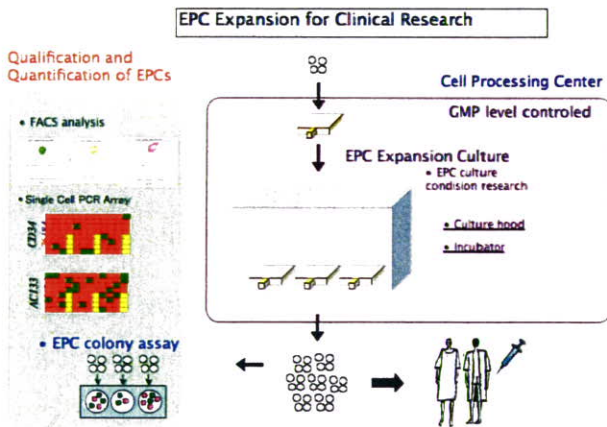 EPC Expansion for Clinical Research
Qualification and
Quantification of EPCs
• FACS analysis
• Single Cell PCR Array
CD34
AC133
• EPC colony assay
Cell Processing Center
GMP level controled
EPC Expansion Culture
• EPC culture
condision research
• Culture hood
• Incubator